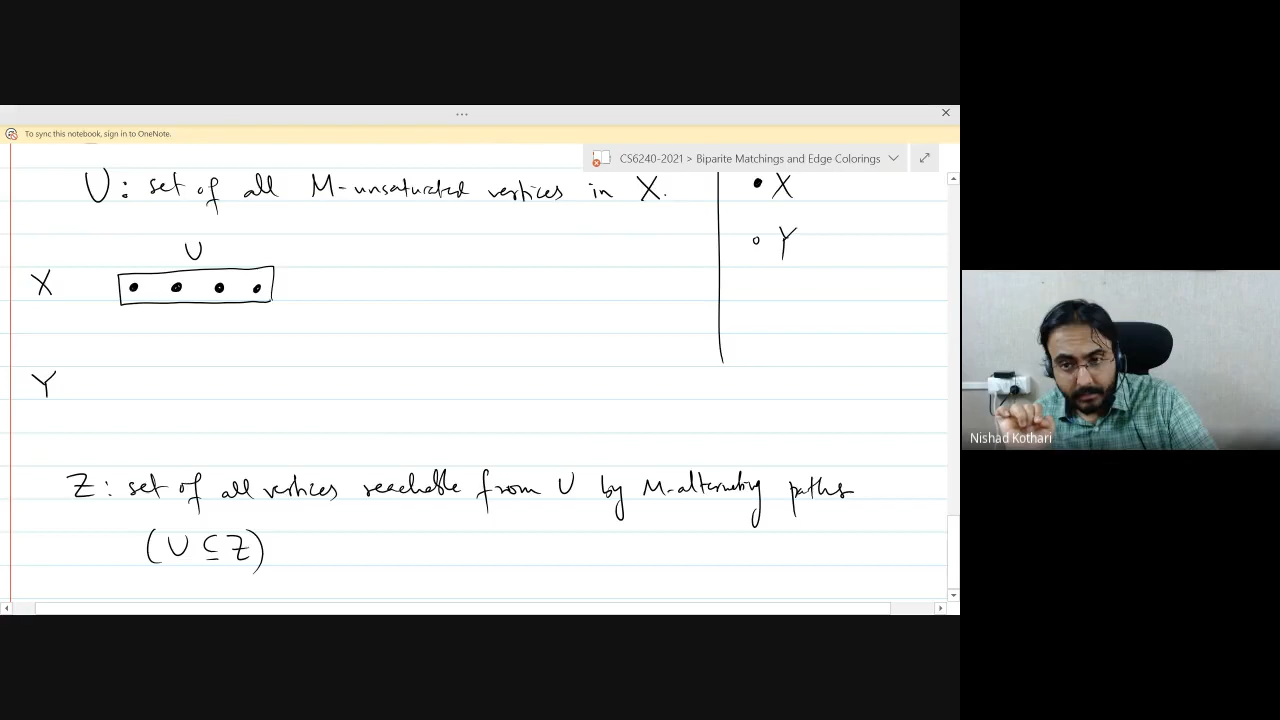 To sync this notebook, sign in to OneNote.
CS6240-2021 > Biparite Matchings and Edge Colorings
U : set of all M-unsaturated vertices in X.
X
Y
U
X
Y
Z : set of all vertices reachable from U by M-alternating paths
(U ⊆ Z)
Nishad Kothari